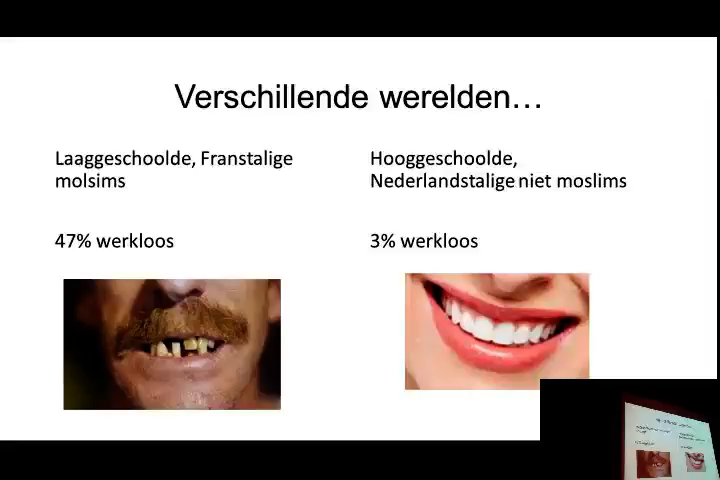 Verschillende werelden…
Laaggeschoolde, Franstalige
molsims
47% werkloos
Hooggeschoolde,
Nederlandstalige niet moslims
3% werkloos